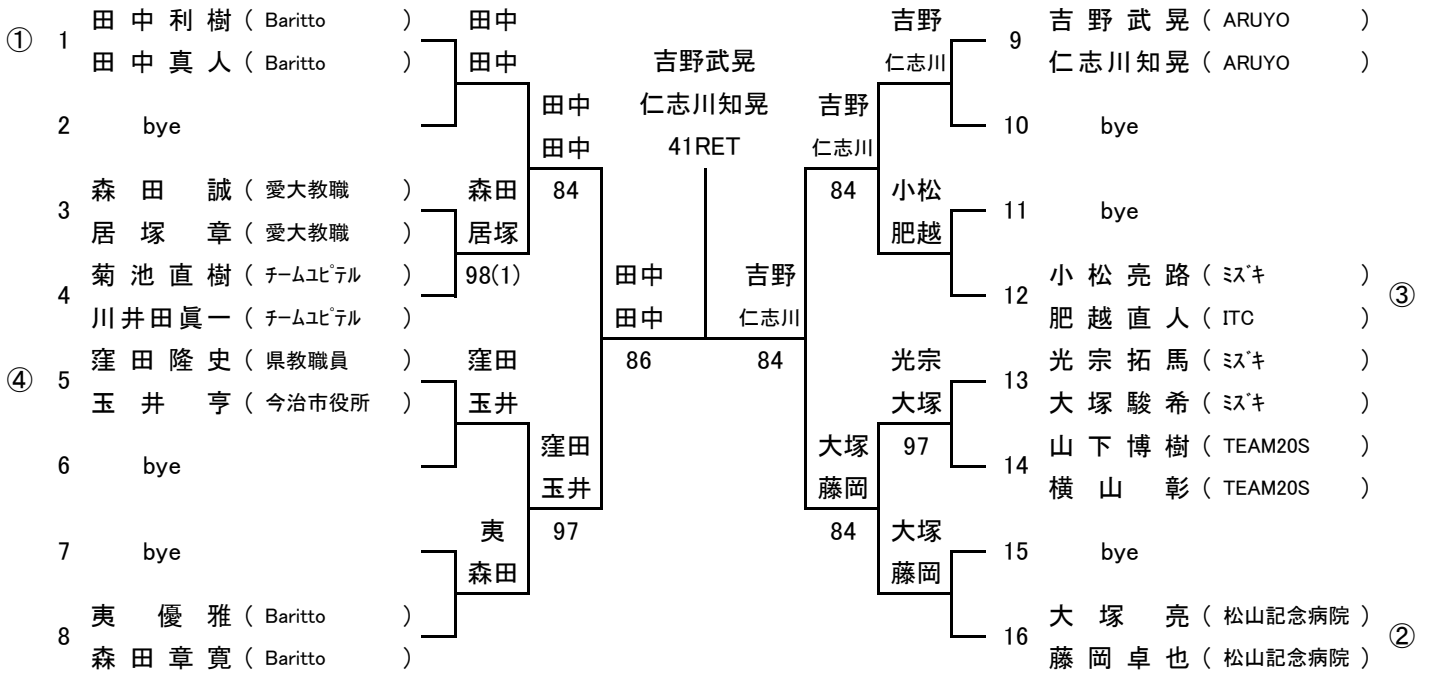 ① 1 田中利樹（ Baritto ）
田中真人（ Baritto ）
2 bye
3 森田 誠（ 愛大教職 ）
居塚 章（ 愛大教職 ）
4 菊池直樹（ ﾁｰﾑﾕﾋﾟﾃﾙ ）
川井田眞一（ ﾁｰﾑﾕﾋﾟﾃﾙ ）
④ 5 窪田隆史（ 県教職員 ）
玉井 亨（ 今治市役所 ）
6 bye
7 bye
8 夷 優雅（ Baritto ）
森田章寛（ Baritto ）
田中
田中
森田
居塚
98(1)
窪田
玉井
夷
森田
田中
田中
84
窪田
玉井
97
田中
田中
86
吉野武晃
仁志川知晃
41RET
吉野
仁志川
84
吉野
仁志川
84
大塚
藤岡
84
吉野
仁志川
小松
肥越
光宗
大塚
97
大塚
藤岡
9 吉野武晃（ ARUYO ）
仁志川知晃（ ARUYO ）
10 bye
11 bye
12 小松亮路（ ﾐｽﾞｷ ） ③
肥越直人（ ITC ）
13 光宗拓馬（ ﾐｽﾞｷ ）
大塚駿希（ ﾐｽﾞｷ ）
14 山下博樹（ TEAM20S ）
横山 彰（ TEAM20S ）
15 bye
16 大塚 亮（ 松山記念病院 ） ②
藤岡卓也（ 松山記念病院 ）